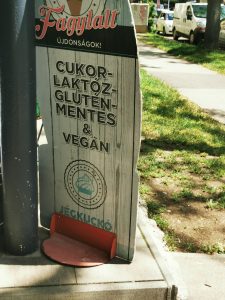 Fagylalt
ÚJDONSÁGOK!
CUKOR-
LAKTÓZ-
GLUTÉN-
MENTES
&
VEGÁN
JÉGKUCKÓ